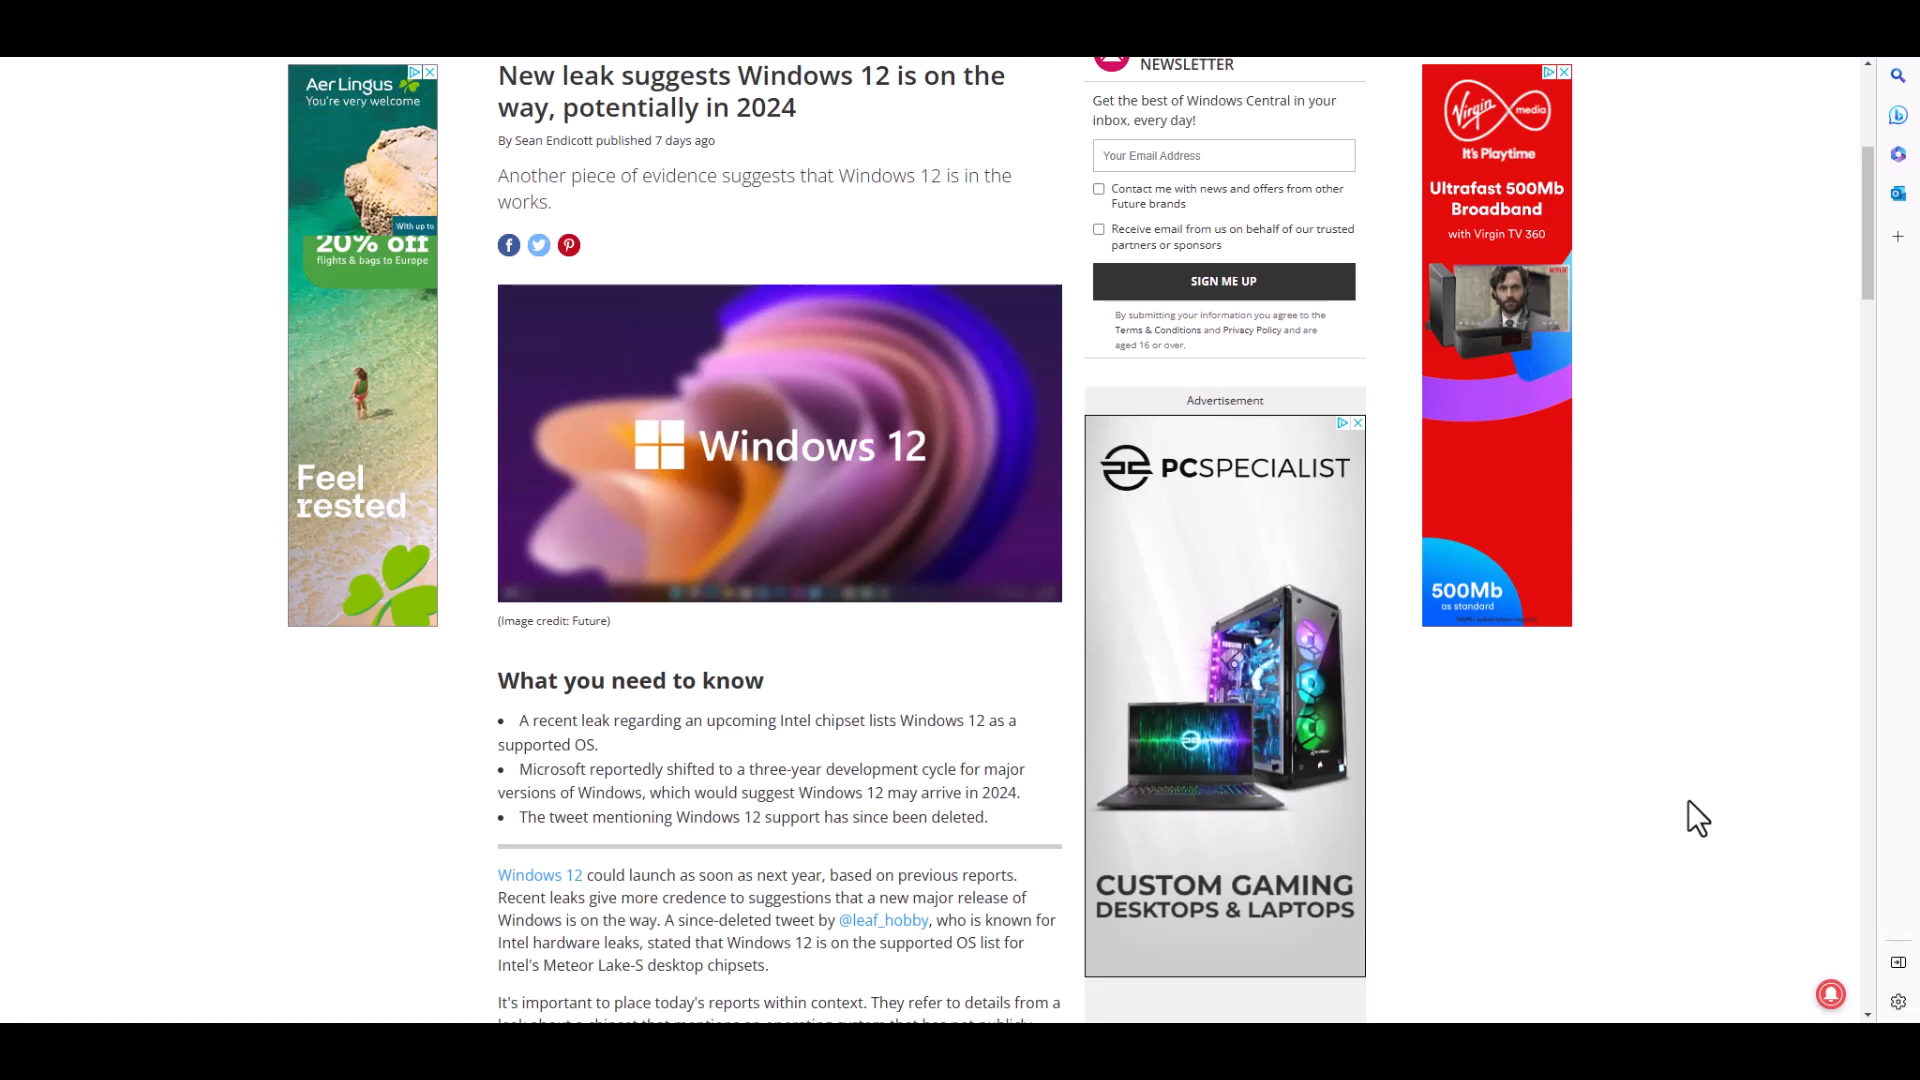 Aer Lingus
You're very welcome
With up to
20% off
flights & bags to Europe
Feel
rested
New leak suggests Windows 12 is on the
way, potentially in 2024
By Sean Endicott published 7 days ago
Another piece of evidence suggests that Windows 12 is in the
works.
Windows 12
(Image credit: Future)
What you need to know
• A recent leak regarding an upcoming Intel chipset lists Windows 12 as a
supported OS.
• Microsoft reportedly shifted to a three-year development cycle for major
versions of Windows, which would suggest Windows 12 may arrive in 2024.
• The tweet mentioning Windows 12 support has since been deleted.
Windows 12 could launch as soon as next year, based on previous reports.
Recent leaks give more credence to suggestions that a new major release of
Windows is on the way. A since-deleted tweet by @leaf_hobby, who is known for
Intel hardware leaks, stated that Windows 12 is on the supported OS list for
Intel's Meteor Lake-S desktop chipsets.
It's important to place today's reports within context. They refer to details from a
NEWSLETTER
Get the best of Windows Central in your
inbox, every day!
Your Email Address
Contact me with news and offers from other
Future brands
Receive email from us on behalf of our trusted
partners or sponsors
SIGN ME UP
By submitting your information you agree to the
Terms & Conditions and Privacy Policy and are
aged 16 or over.
Advertisement
PCSPECIALIST
CUSTOM GAMING
DESKTOPS & LAPTOPS
Virgin media
It's Playtime
Ultrafast 500Mb
Broadband
with Virgin TV 360
NETFLIX
500Mb
as standard